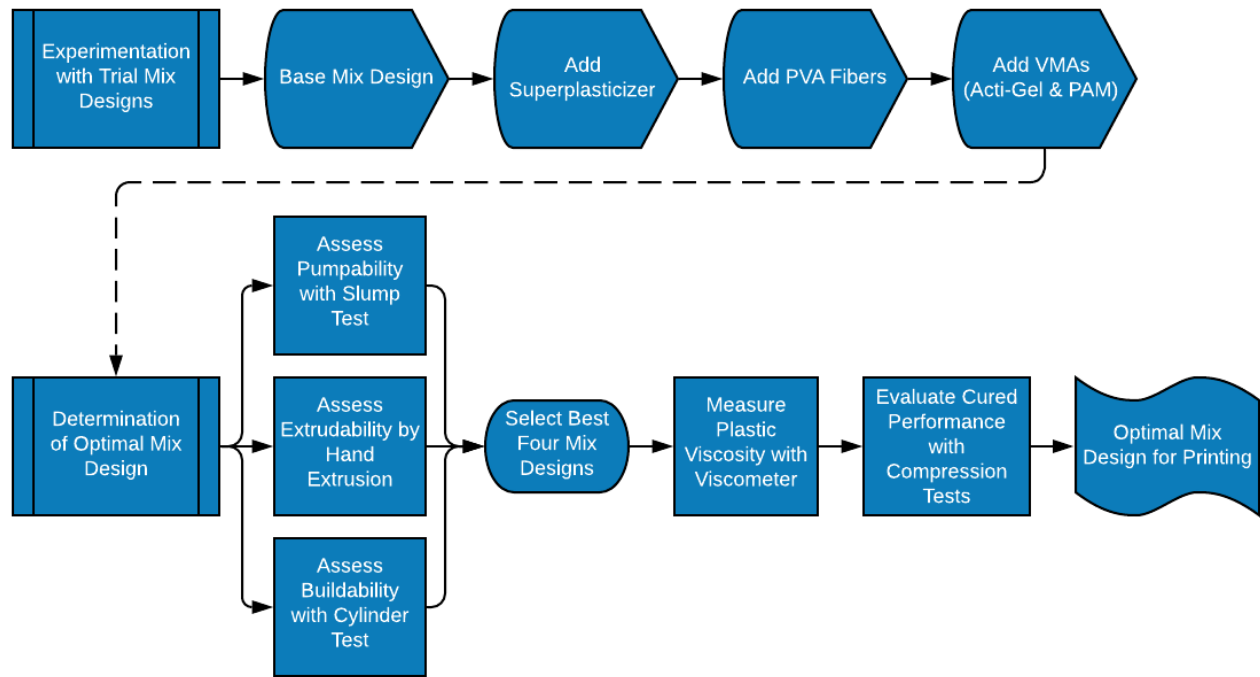 Experimentation
with Trial Mix
Designs
Base Mix Design
Add
Superplasticizer
Add PVA Fibers
Add VMAs
(Acti-Gel & PAM)
Assess
Pumpability
with Slump
Test
Determination
of Optimal Mix
Design
Assess
Extrudability by
Hand
Extrusion
Select Best
Four Mix
Designs
Measure
Plastic
Viscosity with
Viscometer
Evaluate Cured
Performance
with
Compression
Tests
Optimal Mix
Design for Printing
Assess
Buildability
with Cylinder
Test